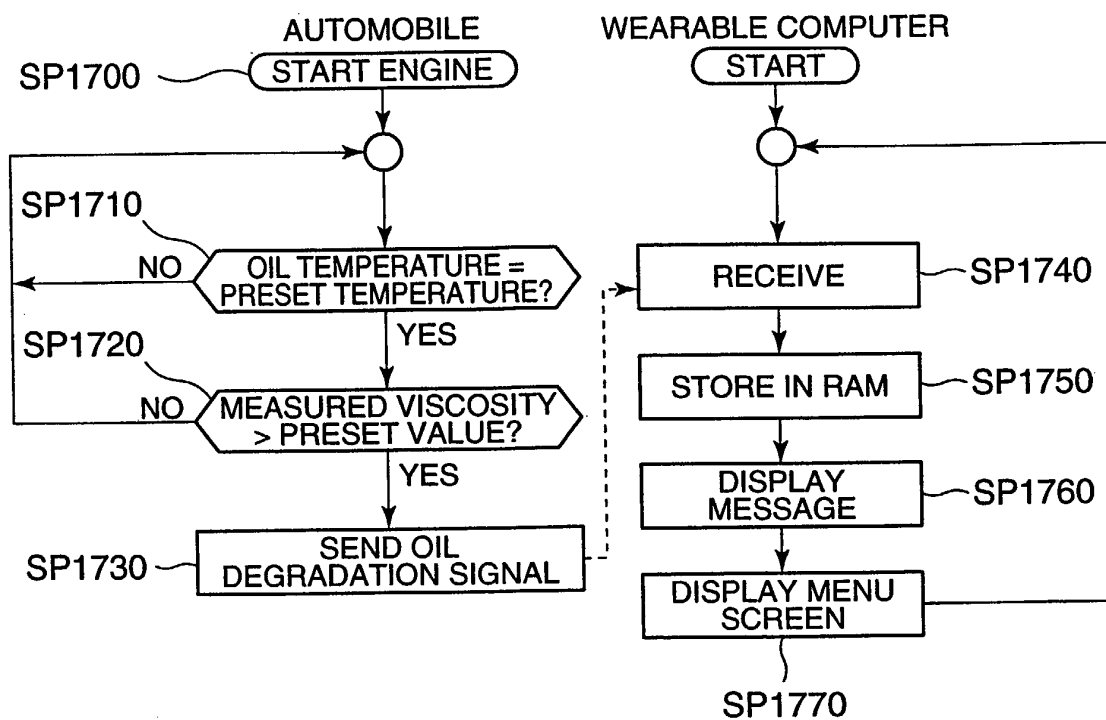 AUTOMOBILE
SP1700
START ENGINE
SP1710
NO
OIL TEMPERATURE =
PRESET TEMPERATURE?
YES
SP1720
NO
MEASURED VISCOSITY
> PRESET VALUE?
YES
SP1730
SEND OIL
DEGRADATION SIGNAL
WEARABLE COMPUTER
START
RECEIVE
SP1740
STORE IN RAM
SP1750
DISPLAY
MESSAGE
SP1760
DISPLAY MENU
SCREEN
SP1770